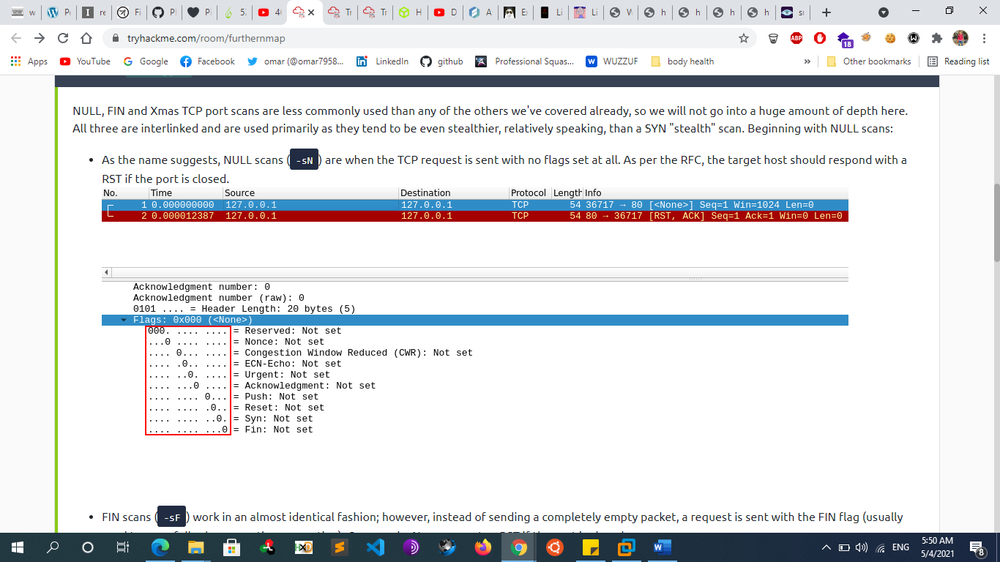 tryhackme.com/room/furthernmap
ABP
18
Apps YouTube Google Facebook omar (@omar7958... LinkedIn github Professional Squas... WUZZUF body health » Other bookmarks Reading list
NULL, FIN and Xmas TCP port scans are less commonly used than any of the others we've covered already, so we will not go into a huge amount of depth here.
All three are interlinked and are used primarily as they tend to be even stealthier, relatively speaking, than a SYN "stealth" scan. Beginning with NULL scans:
• As the name suggests, NULL scans (-sN) are when the TCP request is sent with no flags set at all. As per the RFC, the target host should respond with a
RST if the port is closed.
No. Time Source Destination Protocol Length Info
1 0.000000000 127.0.0.1 127.0.0.1 TCP 54 36717 → 80 [<None>] Seq=1 Win=1024 Len=0
2 0.000012387 127.0.0.1 127.0.0.1 TCP 54 80 → 36717 [RST, ACK] Seq=1 Ack=1 Win=0 Len=0
Acknowledgment number: 0
Acknowledgment number (raw): 0
0101 .... = Header Length: 20 bytes (5)
Flags: 0x000 (<None>)
000. .... .... = Reserved: Not set
...0 .... .... = Nonce: Not set
.... 0... .... = Congestion Window Reduced (CWR): Not set
.... .0.. .... = ECN-Echo: Not set
.... ..0. .... = Urgent: Not set
.... ...0 .... = Acknowledgment: Not set
.... .... 0... = Push: Not set
.... .... .0.. = Reset: Not set
.... .... ..0. = Syn: Not set
.... .... ...0 = Fin: Not set
• FIN scans (-sF) work in an almost identical fashion; however, instead of sending a completely empty packet, a request is sent with the FIN flag (usually
ENG
5:50 AM
5/4/2021
8